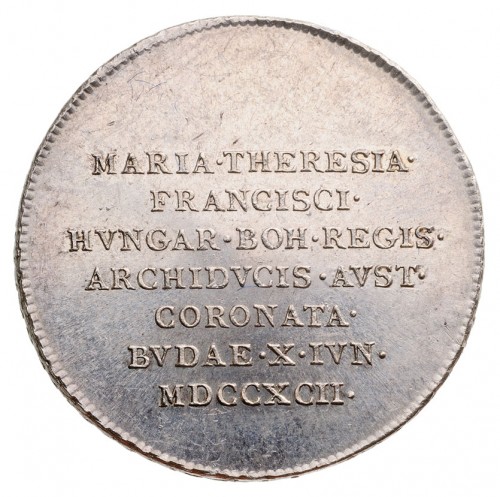 MARIA·THERESIA·
FRANCISCI·
HVNGAR·BOH·REGIS·
ARCHIDVCIS·AVST·
CORONATA·
BVDAE·X·IVN·
MDCCXCII·